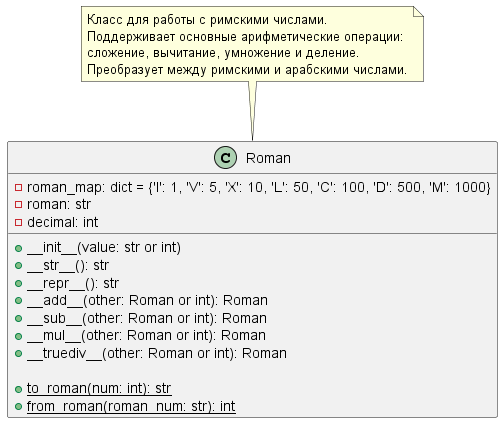 Класс для работы с римскими числами.
Поддерживает основные арифметические операции:
сложение, вычитание, умножение и деление.
Преобразует между римскими и арабскими числами.
C Roman
roman_map: dict = {'I': 1, 'V': 5, 'X': 10, 'L': 50, 'C': 100, 'D': 500, 'M': 1000}
roman: str
decimal: int
__init__(value: str or int)
__str__(): str
__repr__(): str
__add__(other: Roman or int): Roman
__sub__(other: Roman or int): Roman
__mul__(other: Roman or int): Roman
__truediv__(other: Roman or int): Roman
to_roman(num: int): str
from_roman(roman_num: str): int